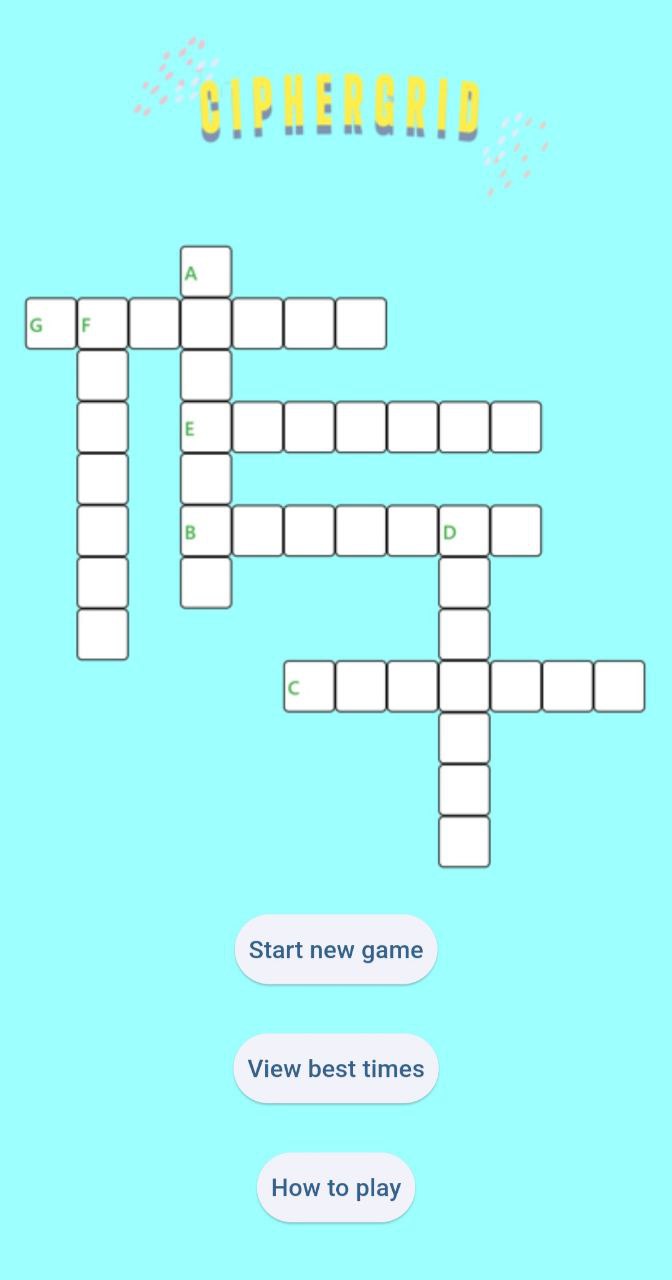 CIPHERGRID
A
G F
E
B D
C
Start new game
View best times
How to play